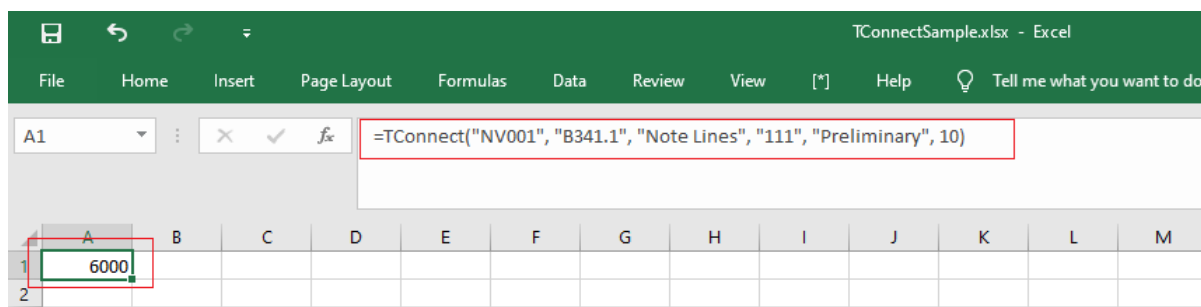 TConnectSample.xlsx - Excel
File Home Insert Page Layout Formulas Data Review View [*] Help Tell me what you want to do
A1 fx =TConnect("NV001", "B341.1", "Note Lines", "111", "Preliminary", 10)
A B C D E F G H I J K L M
1 6000
2